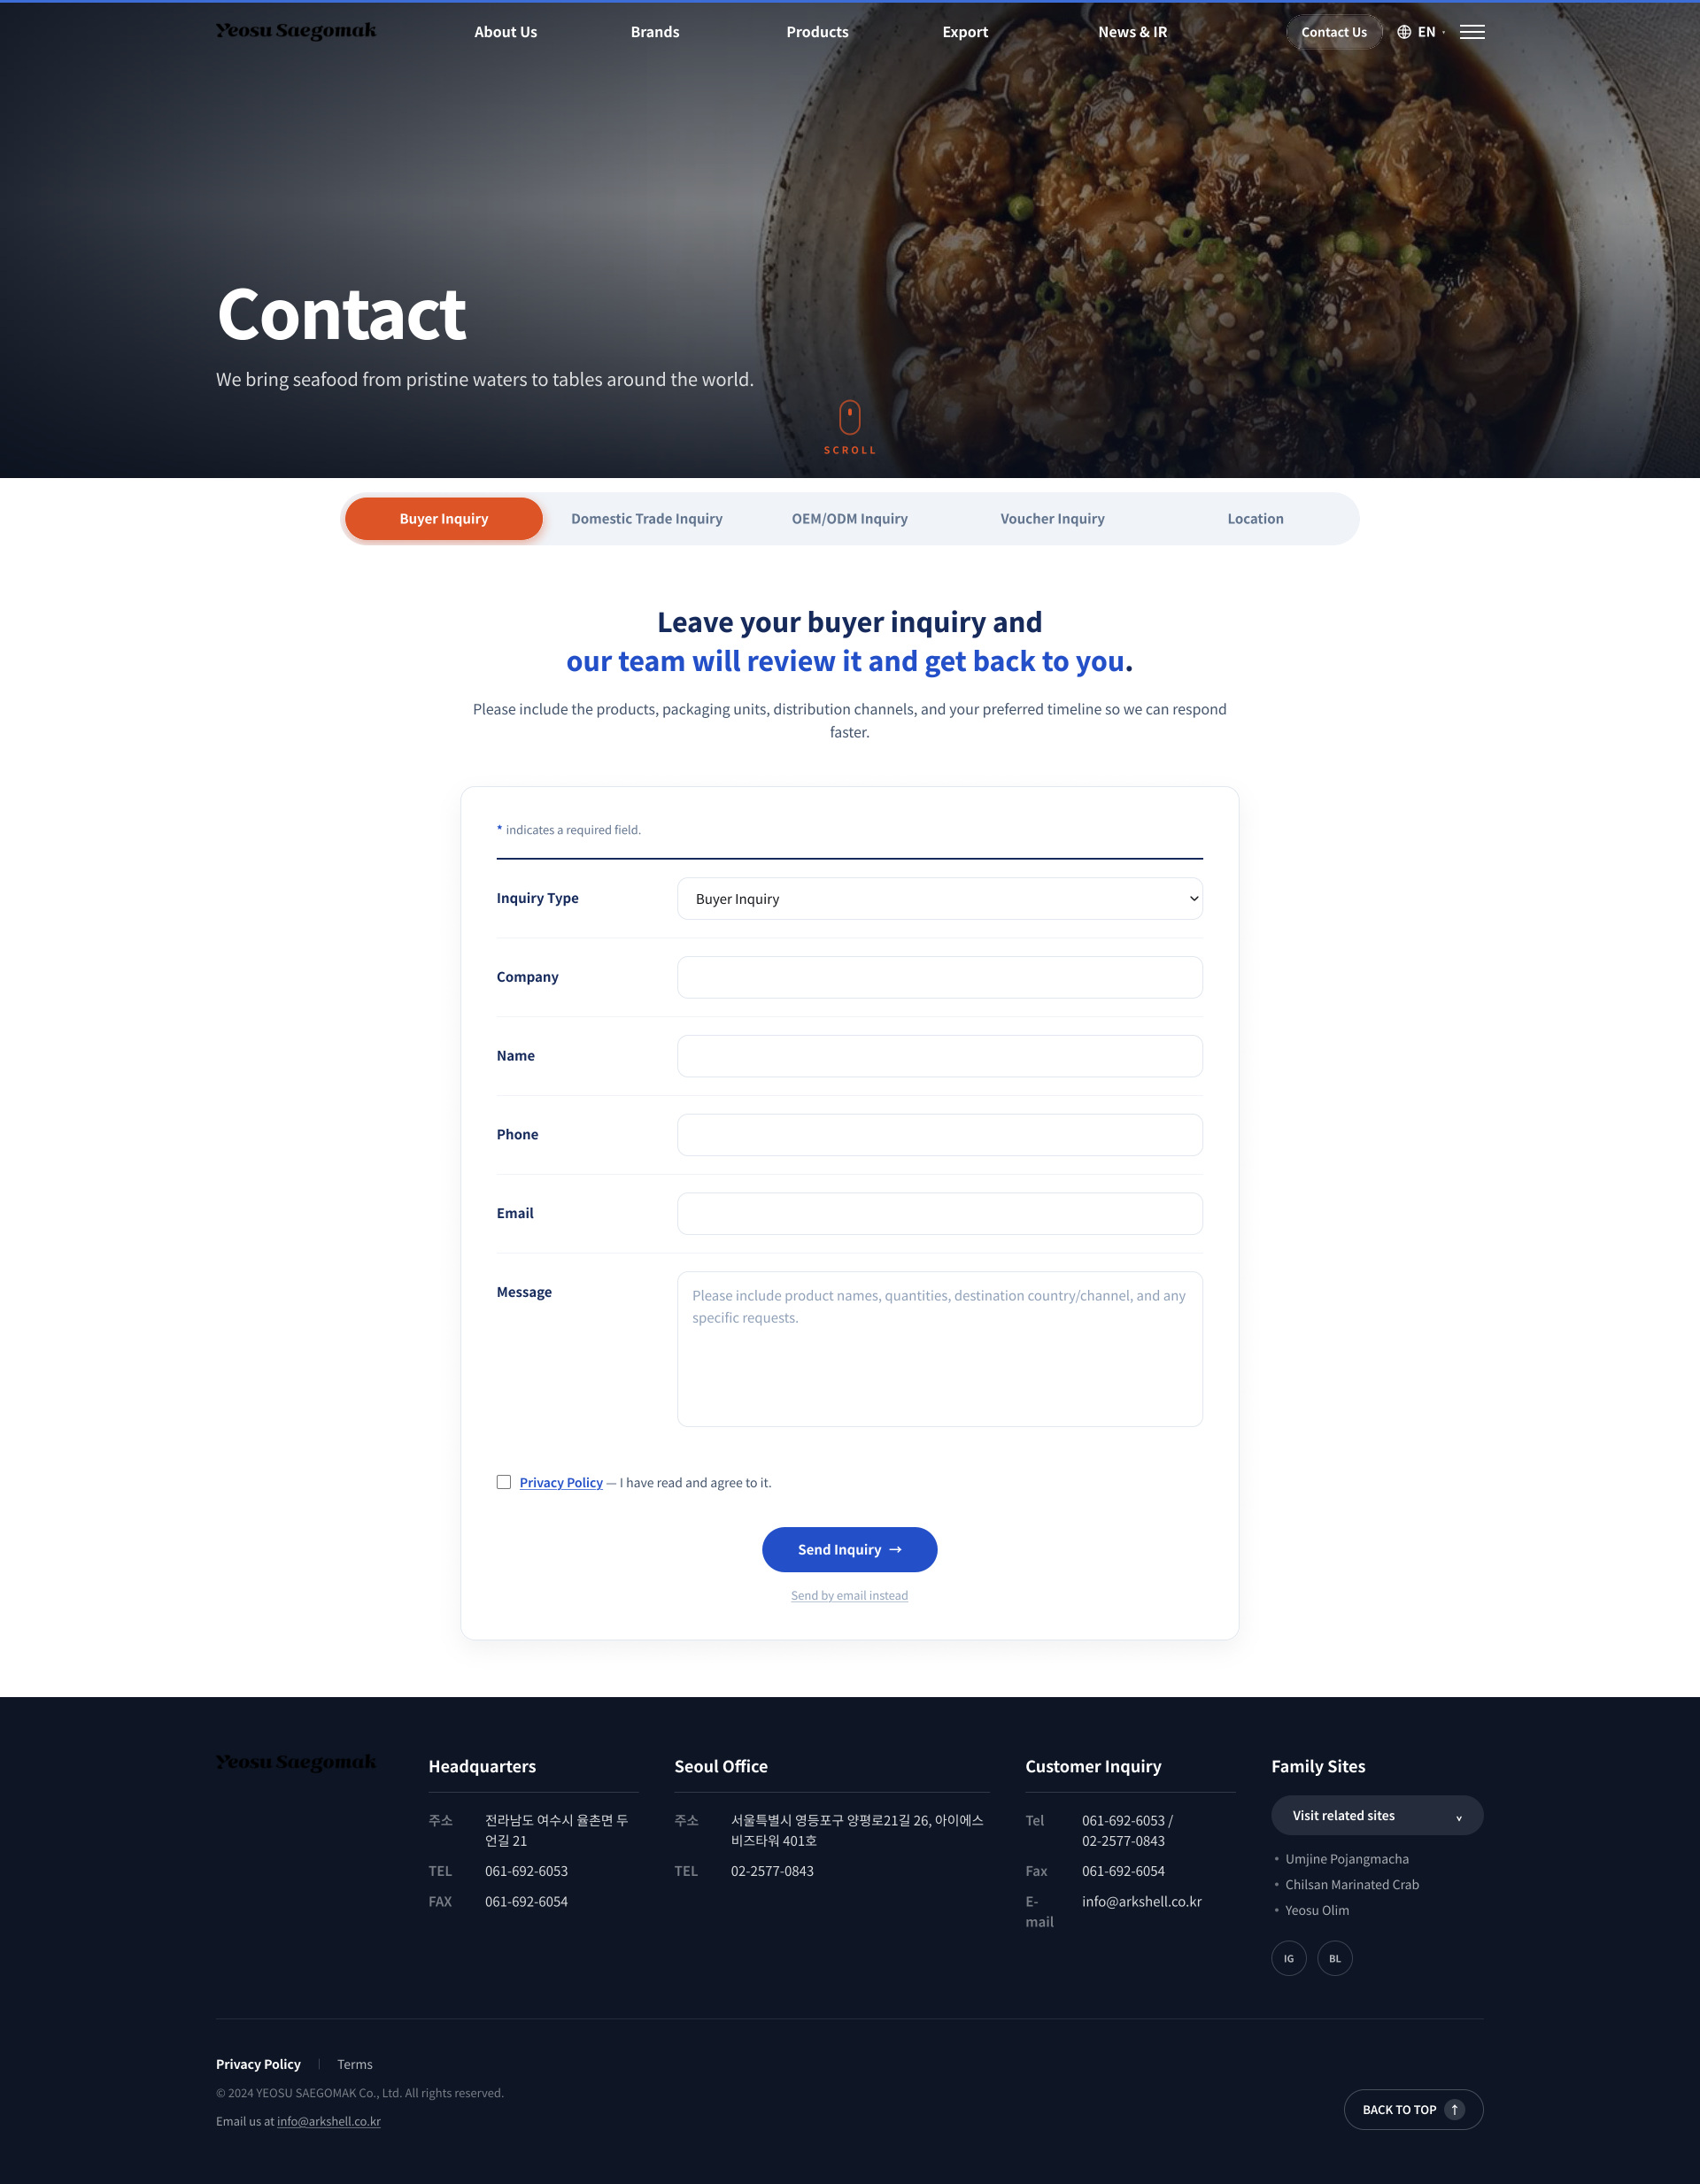 Yeosu Saegomak
About Us
Brands
Products
Export
News & IR
Contact Us
EN
Contact
We bring seafood from pristine waters to tables around the world.
SCROLL
Buyer Inquiry
Domestic Trade Inquiry
OEM/ODM Inquiry
Voucher Inquiry
Location
Leave your buyer inquiry and
our team will review it and get back to you.
Please include the products, packaging units, distribution channels, and your preferred timeline so we can respond
faster.
* indicates a required field.
Inquiry Type
Buyer Inquiry
Company
Name
Phone
Email
Message
Please include product names, quantities, destination country/channel, and any
specific requests.
Privacy Policy — I have read and agree to it.
Send Inquiry →
Send by email instead
Yeosu Saegomak
Headquarters
주소
전라남도 여수시 율촌면 두
언길 21
TEL
061-692-6053
FAX
061-692-6054
Seoul Office
주소
서울특별시 영등포구 양평로21길 26, 아이에스
비즈타워 401호
TEL
02-2577-0843
Customer Inquiry
Tel
061-692-6053 /
02-2577-0843
Fax
061-692-6054
E-
mail
info@arkshell.co.kr
Family Sites
Visit related sites
• Umjine Pojangmacha
• Chilsan Marinated Crab
• Yeosu Olim
IG
BL
Privacy Policy
Terms
© 2024 YEOSU SAEGOMAK Co., Ltd. All rights reserved.
Email us at info@arkshell.co.kr
BACK TO TOP ↑